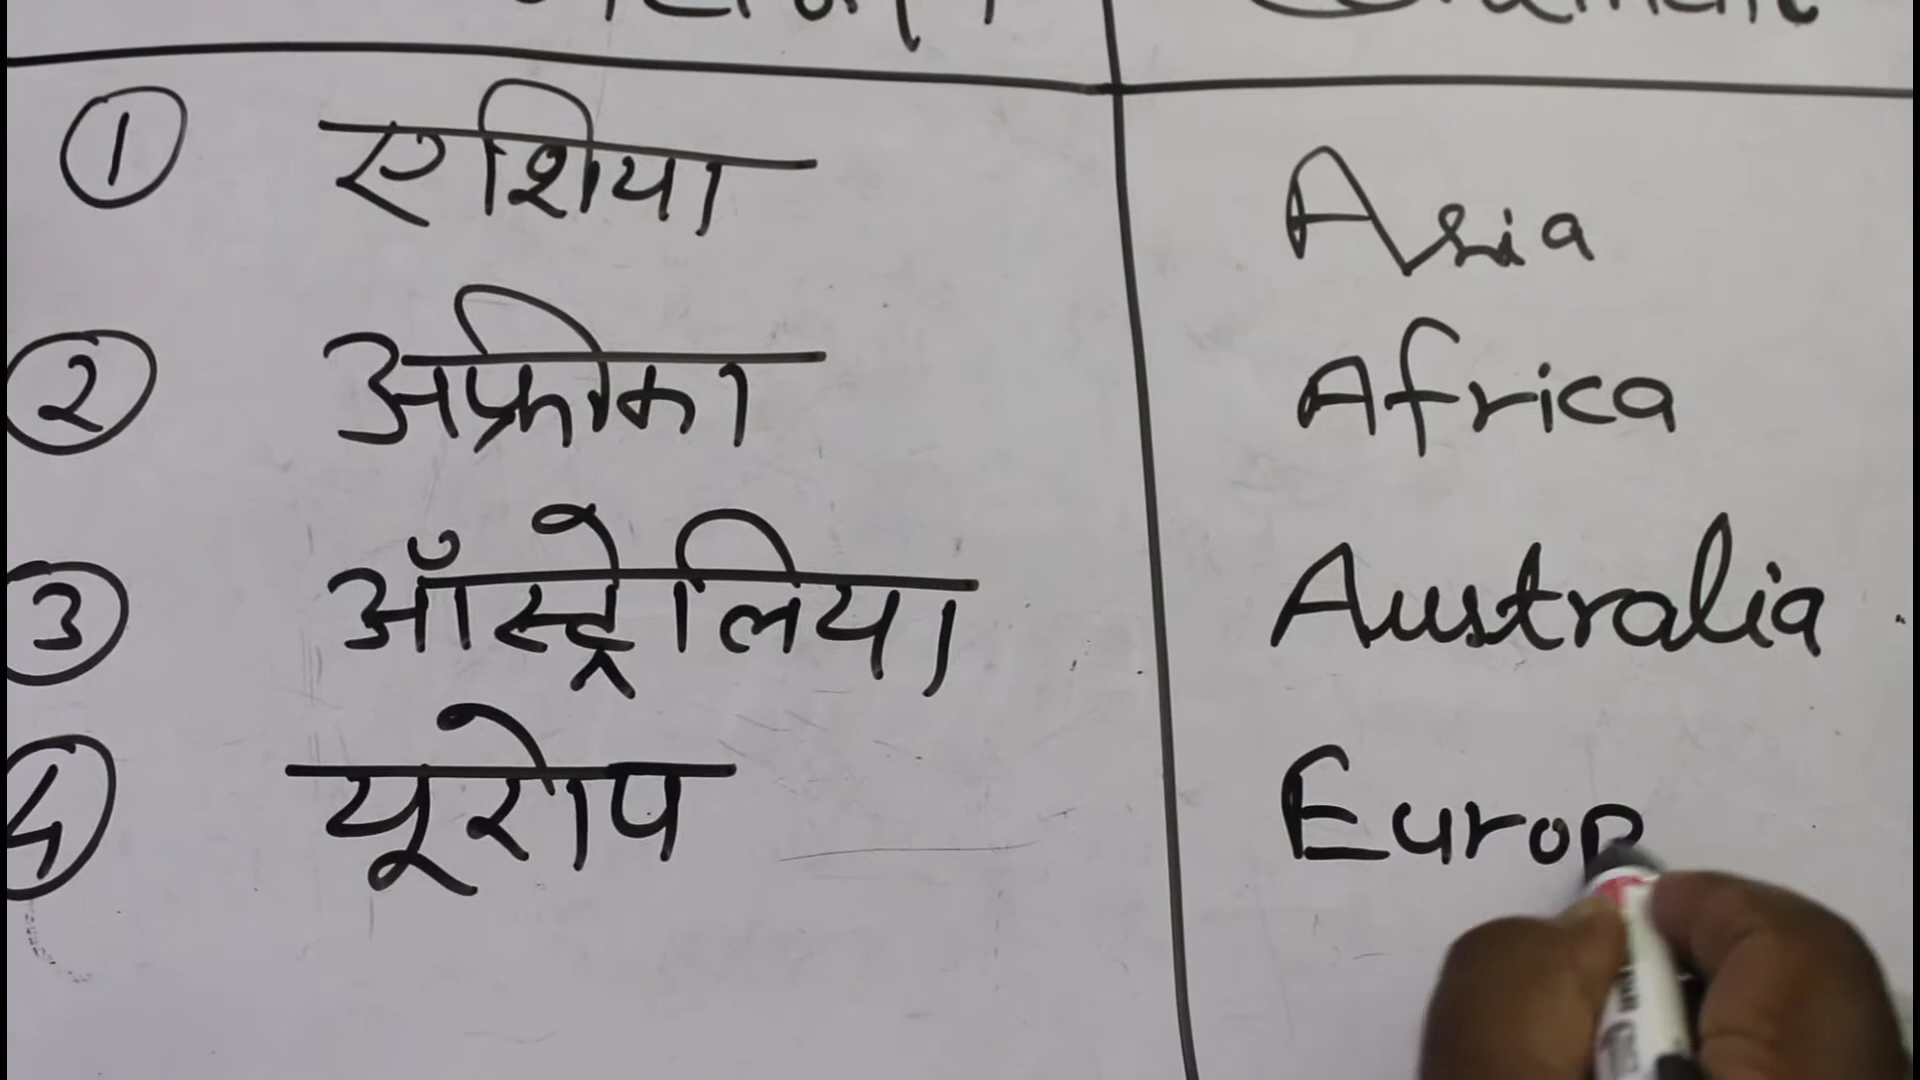 1 एशिया Asia
2 अफ्रीका Africa
3 ऑस्ट्रेलिया Australia
4 यूरोप Europ